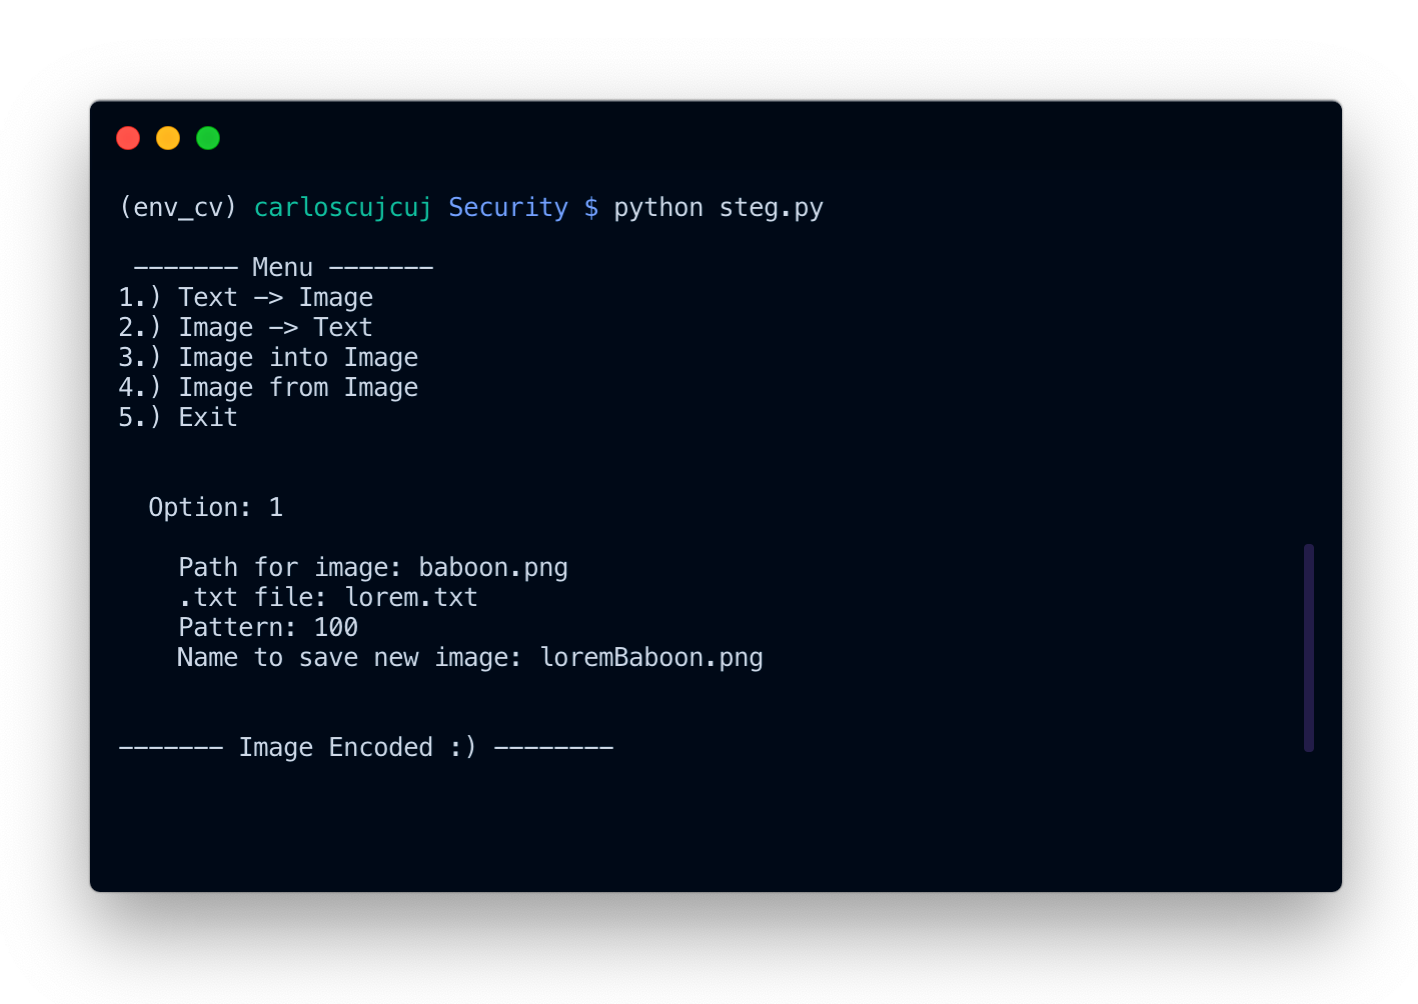 (env_cv) carloscujcuj Security $ python steg.py
------- Menu -------
1.) Text -> Image
2.) Image -> Text
3.) Image into Image
4.) Image from Image
5.) Exit
Option: 1
Path for image: baboon.png
.txt file: lorem.txt
Pattern: 100
Name to save new image: loremBaboon.png
------- Image Encoded :) --------